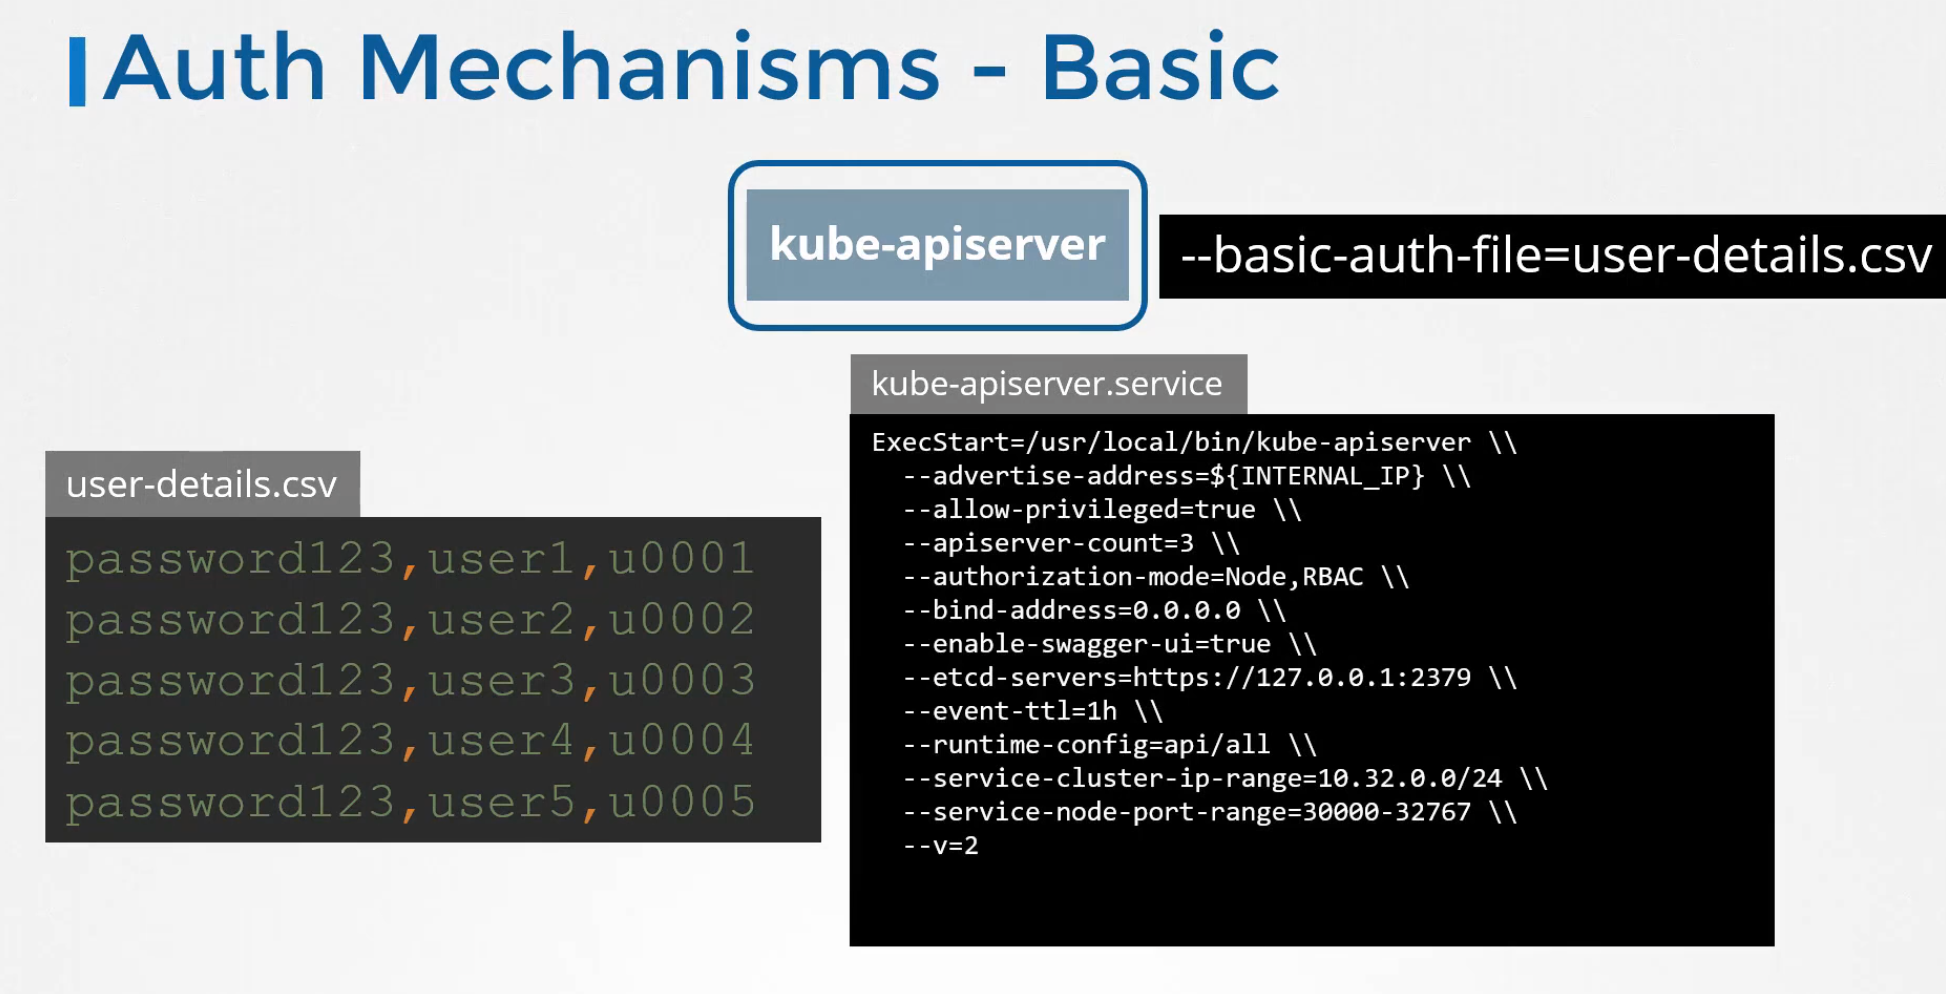 Auth Mechanisms - Basic
kube-apiserver
--basic-auth-file=user-details.csv
user-details.csv
password123,user1,u0001
password123,user2,u0002
password123,user3,u0003
password123,user4,u0004
password123,user5,u0005
kube-apiserver.service
ExecStart=/usr/local/bin/kube-apiserver \\
  --advertise-address=${INTERNAL_IP} \\
  --allow-privileged=true \\
  --apiserver-count=3 \\
  --authorization-mode=Node,RBAC \\
  --bind-address=0.0.0.0 \\
  --enable-swagger-ui=true \\
  --etcd-servers=https://127.0.0.1:2379 \\
  --event-ttl=1h \\
  --runtime-config=api/all \\
  --service-cluster-ip-range=10.32.0.0/24 \\
  --service-node-port-range=30000-32767 \\
  --v=2